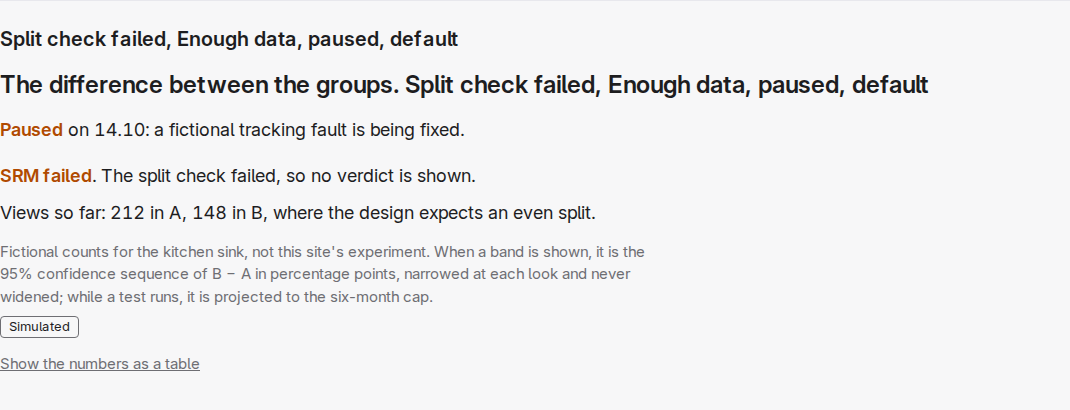 Split check failed, Enough data, paused, default
The difference between the groups. Split check failed, Enough data, paused, default
Paused on 14.10: a fictional tracking fault is being fixed.
SRM failed. The split check failed, so no verdict is shown.
Views so far: 212 in A, 148 in B, where the design expects an even split.
Fictional counts for the kitchen sink, not this site's experiment. When a band is shown, it is the
95% confidence sequence of B − A in percentage points, narrowed at each look and never
widened; while a test runs, it is projected to the six-month cap.
Simulated
Show the numbers as a table